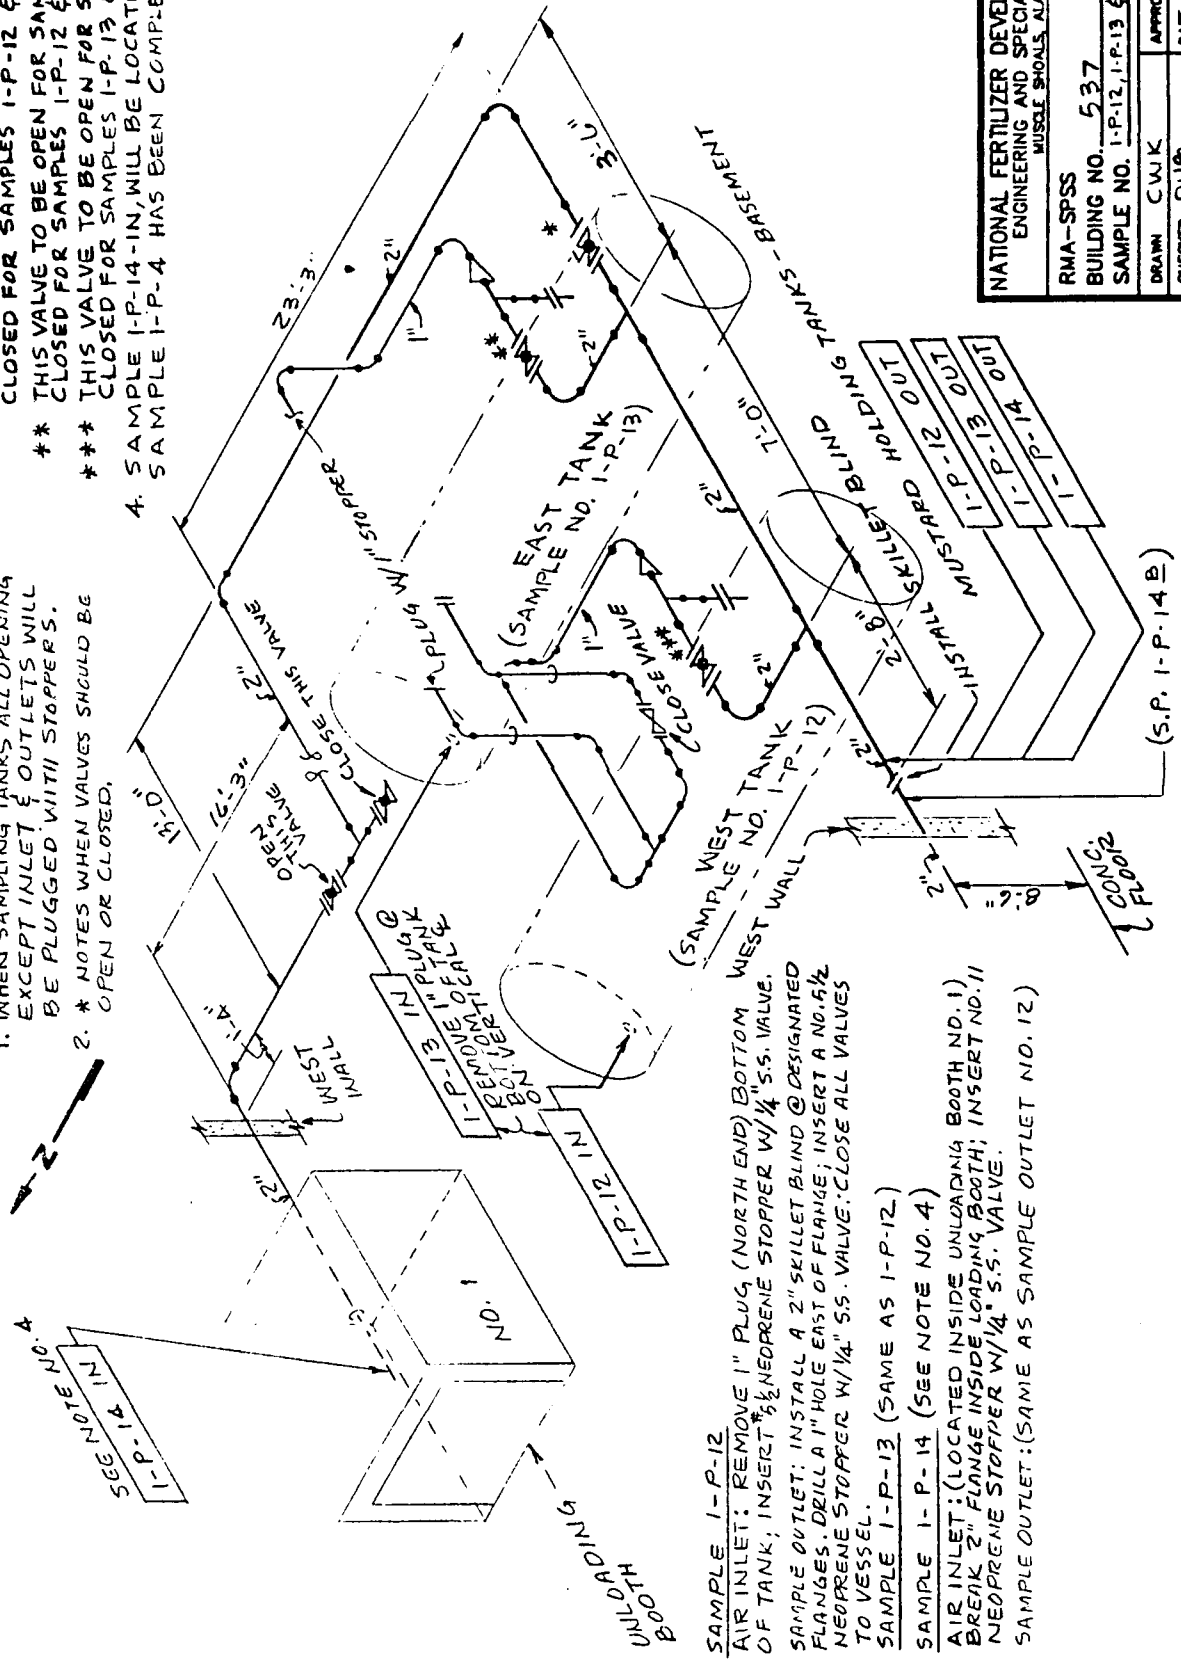 1. WHEN SAMPLING TANKS ALL OPENING
EXCEPT INLET & OUTLETS WILL
BE PLUGGED WITH STOPPERS.
2. * NOTES WHEN VALVES SHOULD BE
OPEN OR CLOSED.
CLOSED FOR SAMPLES 1-P-12 &
** THIS VALVE TO BE OPEN FOR SAM
CLOSED FOR SAMPLES 1-P-12 &
*** THIS VALVE TO BE OPEN FOR S
CLOSED FOR SAMPLES 1-P-13
4. SAMPLE 1-P-14-IN, WILL BE LOCATI
SAMPLE 1-P-4 HAS BEEN COMPLE
N
SEE NOTE NO. 4
1-P-14 IN
13'-0"
16'-3"
23'-3"
3'-6"
7'-0"
2'-8"
1'-4"
8'-6"
2"
2"
2"
2"
2"
2"
2"
2"
1"
1"
OPEN
THIS
VALVE
CLOSE THIS VALVE
WEST
WALL
PLUG W/1" STOPPER
PLUG
*
**
***
CLOSE VALVE
EAST TANK
(SAMPLE NO. 1-P-13)
WEST TANK
(SAMPLE NO. 1-P-12)
WEST WALL
1-P-13 IN
REMOVE 1" PLUG @
BOTTOM OF TANK
ON VERTICAL ℄
1-P-12 IN
NO. 1
UNLOADING
BOOTH
INSTALL SKILLET BLIND
MUSTARD HOLDING TANKS - BASEMENT
1-P-12 OUT
1-P-13 OUT
1-P-14 OUT
(S.P. 1-P-14B)
CONC.
FLOOR
SAMPLE 1-P-12
AIR INLET: REMOVE 1" PLUG (NORTH END) BOTTOM
OF TANK; INSERT #5½ NEOPRENE STOPPER W/ ¼" S.S. VALVE.
SAMPLE OUTLET: INSTALL A 2" SKILLET BLIND @ DESIGNATED
FLANGES. DRILL A 1" HOLE EAST OF FLANGE; INSERT A NO. 5½
NEOPRENE STOPPER W/ ¼" S.S. VALVE. CLOSE ALL VALVES
TO VESSEL.
SAMPLE 1-P-13 (SAME AS 1-P-12)
SAMPLE 1-P-14 (SEE NOTE NO. 4)
AIR INLET: (LOCATED INSIDE UNLOADING BOOTH NO. 1)
BREAK 2" FLANGE INSIDE LOADING BOOTH; INSERT NO. 11
NEOPRENE STOPPER W/ ¼" S.S. VALVE.
SAMPLE OUTLET: (SAME AS SAMPLE OUTLET NO. 12)
NATIONAL FERTILIZER DEVE
ENGINEERING AND SPECIA
MUSCLE SHOALS, AL
RMA-SPSS
BUILDING NO. 537
SAMPLE NO. 1-P-12, 1-P-13 &
DRAWN CWK
APPRO